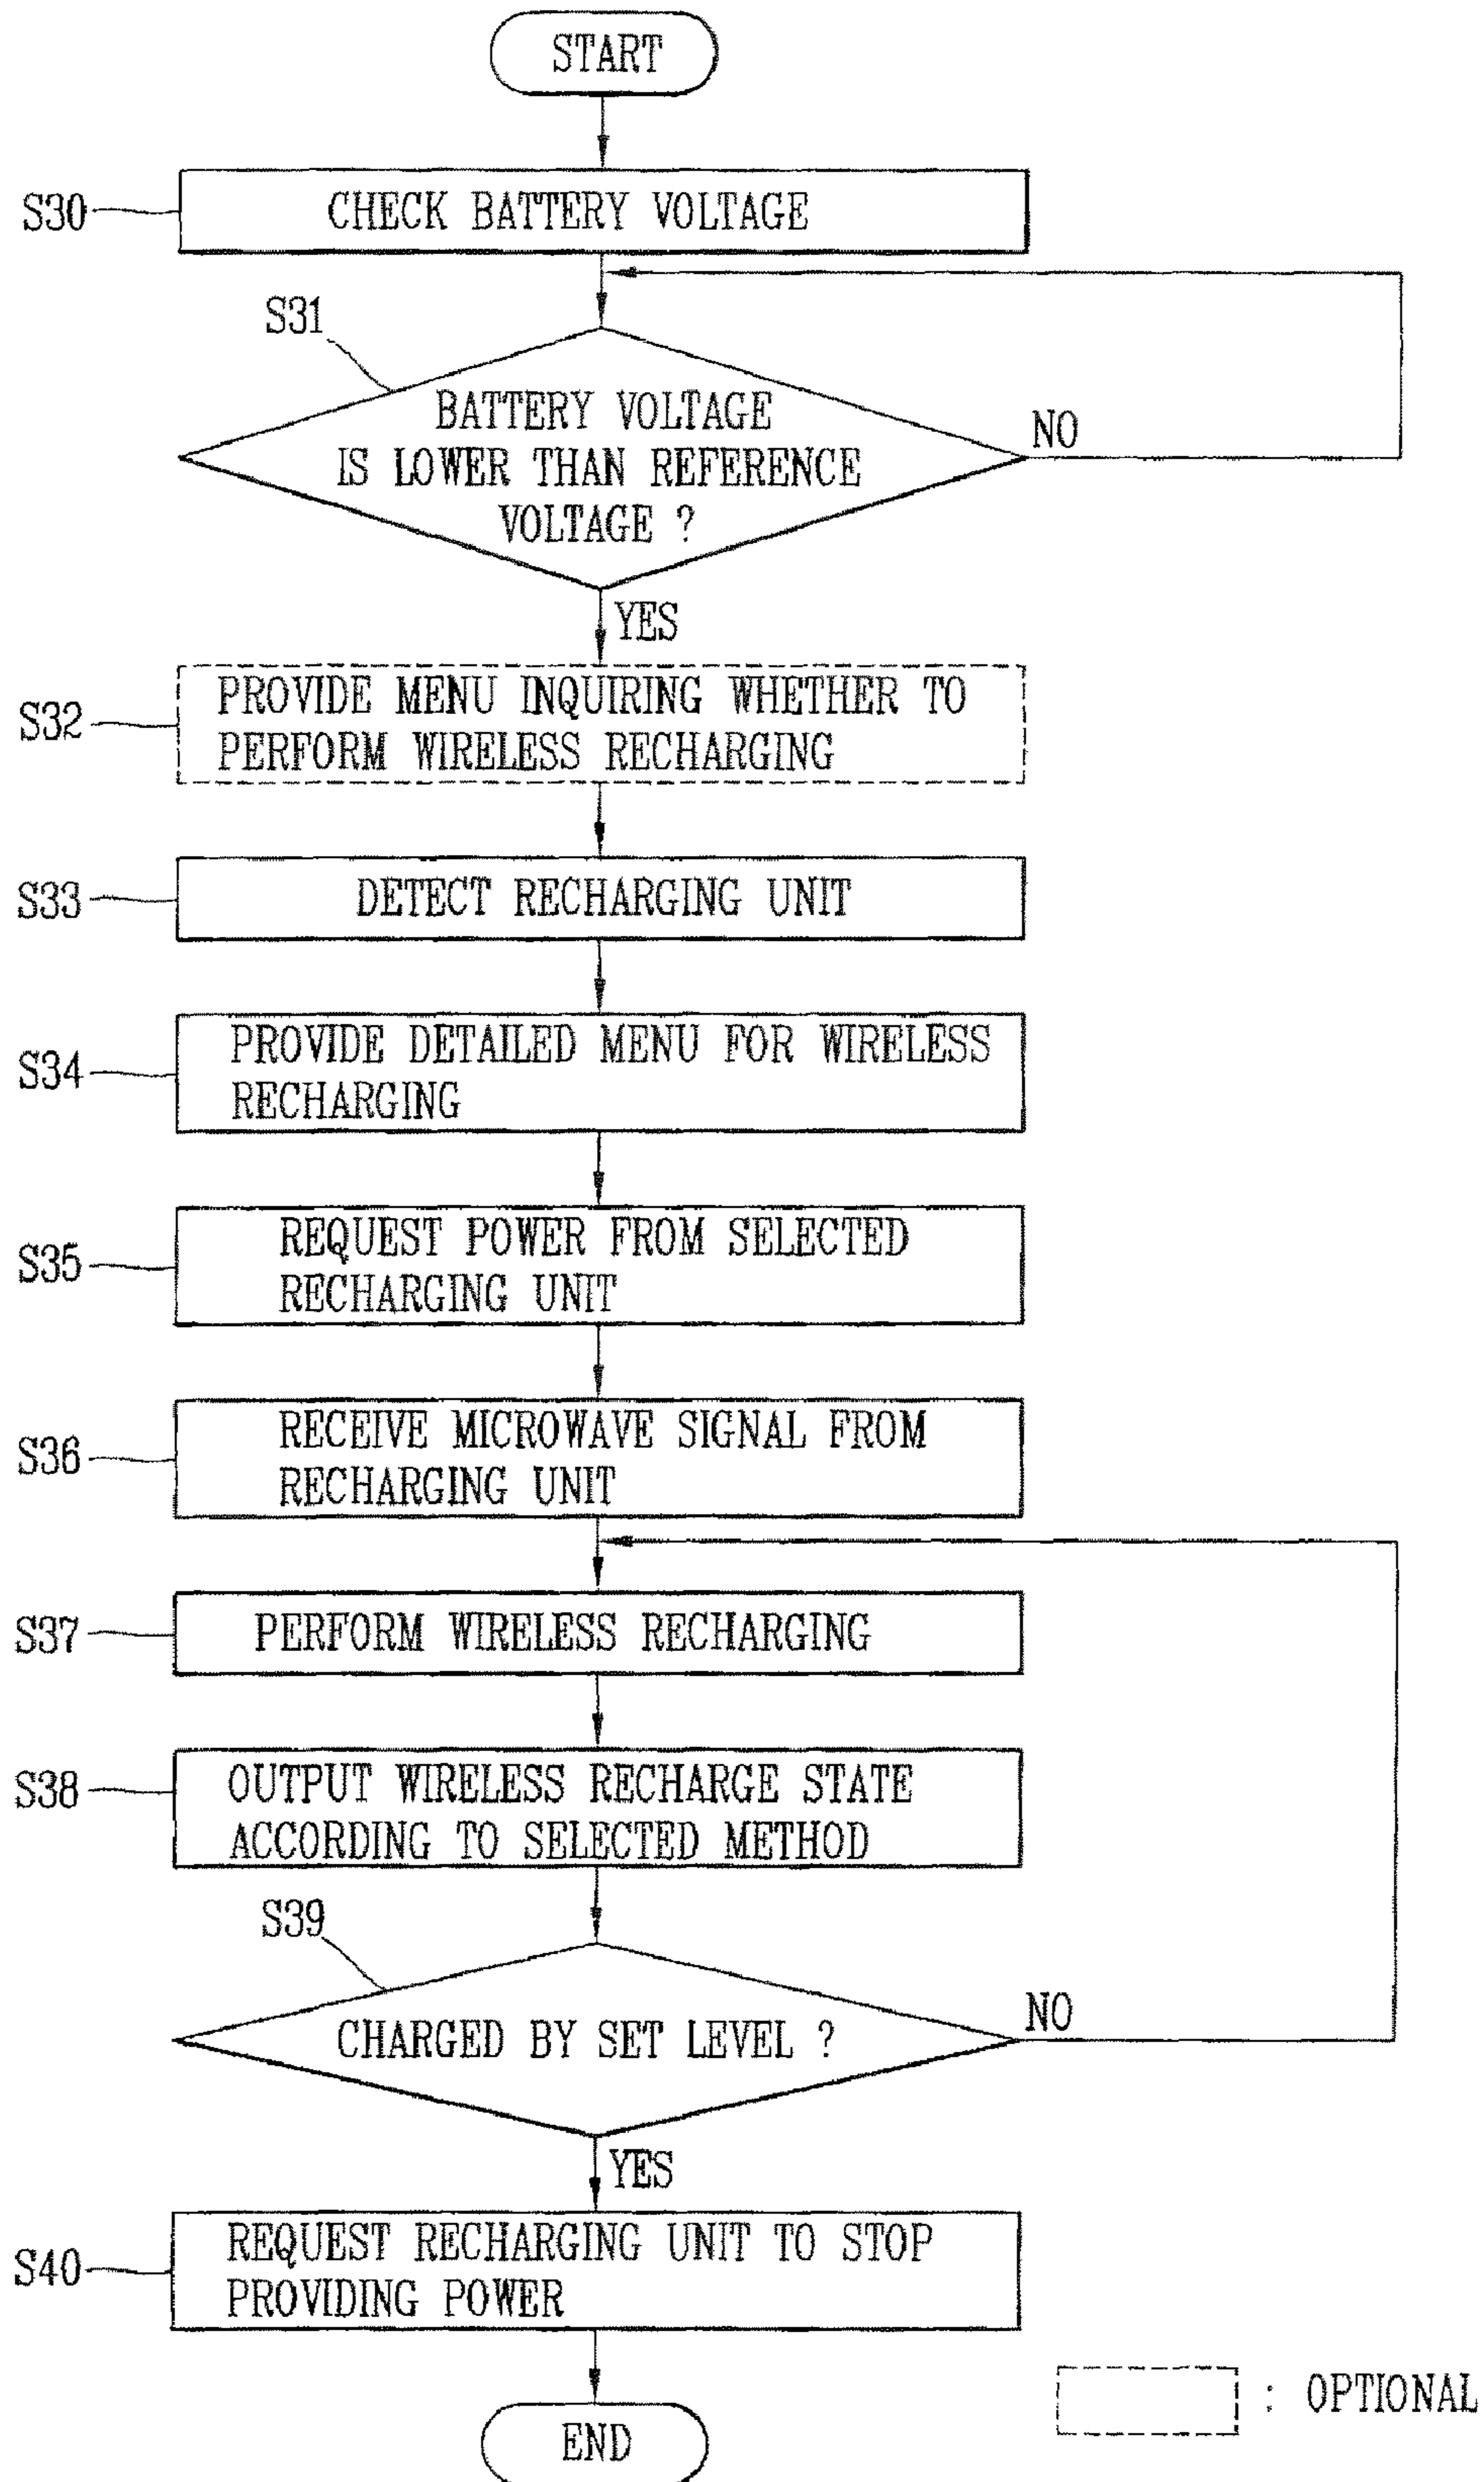 START
S30
CHECK BATTERY VOLTAGE
S31
BATTERY VOLTAGE
IS LOWER THAN REFERENCE
VOLTAGE ?
NO
YES
S32
PROVIDE MENU INQUIRING WHETHER TO
PERFORM WIRELESS RECHARGING
S33
DETECT RECHARGING UNIT
S34
PROVIDE DETAILED MENU FOR WIRELESS
RECHARGING
S35
REQUEST POWER FROM SELECTED
RECHARGING UNIT
S36
RECEIVE MICROWAVE SIGNAL FROM
RECHARGING UNIT
S37
PERFORM WIRELESS RECHARGING
S38
OUTPUT WIRELESS RECHARGE STATE
ACCORDING TO SELECTED METHOD
S39
CHARGED BY SET LEVEL ?
NO
YES
S40
REQUEST RECHARGING UNIT TO STOP
PROVIDING POWER
END
: OPTIONAL